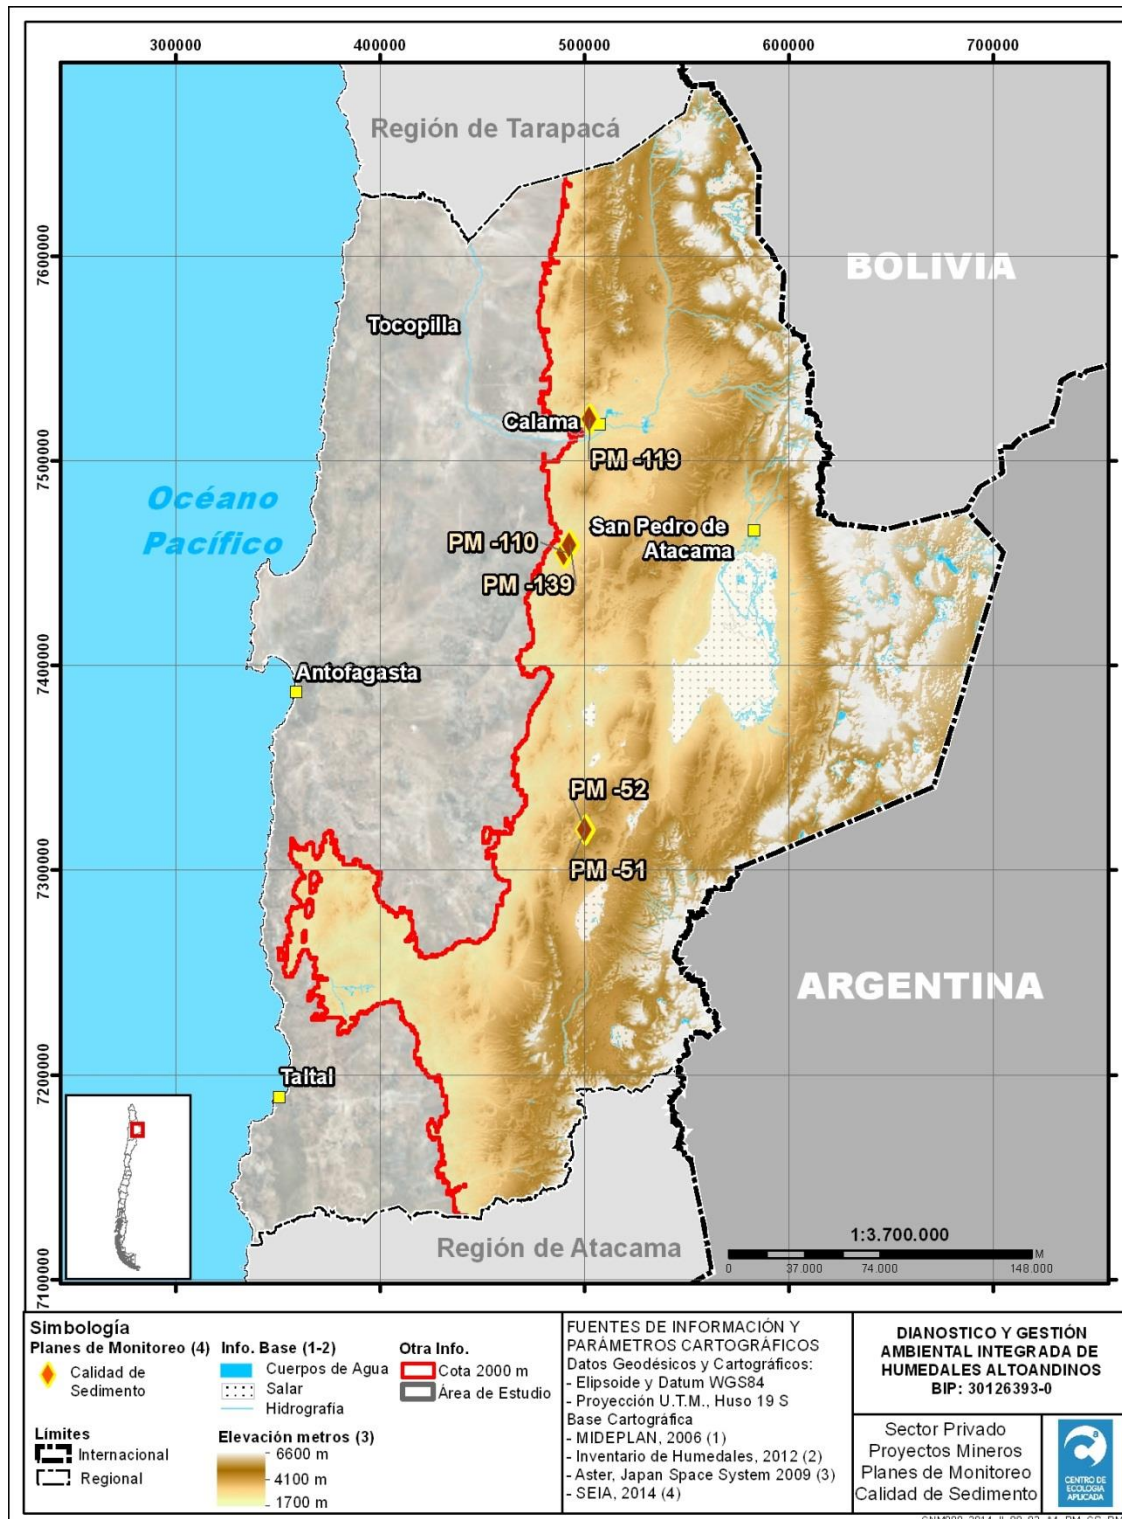 300000
400000
500000
600000
700000
Región de Tarapacá
7600000
BOLIVIA
Tocopilla
Calama
PM -119
7500000
Océano
Pacífico
San Pedro de
Atacama
PM -110
PM -139
7400000
Antofagasta
PM -52
PM -51
7300000
ARGENTINA
7200000
Taltal
Región de Atacama
1:3.700.000
M
0
37.000
74.000
148.000
7100000
Simbología
Planes de Monitoreo (4)
Calidad de
Sedimento
Límites
Internacional
Regional
Info. Base (1-2)
Cuerpos de Agua
Salar
Hidrografia
Elevación metros (3)
6600 m
4100 m
1700 m
Otra Info.
Cota 2000 m
Área de Estudio
FUENTES DE INFORMACIÓN Y
PARÁMETROS CARTOGRÁFICOS
Datos Geodésicos y Cartográficos:
- Elipsoide y Datum WGS84
- Proyección U.T.M., Huso 19 S
Base Cartográfica
- MIDEPLAN, 2006 (1)
- Inventario de Humedales, 2012 (2)
- Aster, Japan Space System 2009 (3)
- SEIA, 2014 (4)
DIANOSTICO Y GESTIÓN
AMBIENTAL INTEGRADA DE
HUMEDALES ALTOANDINOS
BIP: 30126393-0
Sector Privado
Proyectos Mineros
Planes de Monitoreo
Calidad de Sedimento
CENTRO DE
ECOLOGIA
APLICADA